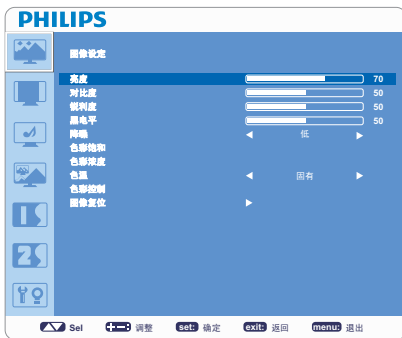 PHILIPS
图像设定
亮度 70
对比度 50
锐利度 50
黑电平 50
降噪 低
色彩饱和
色彩浓度
色温 固有
色彩控制
图像复位
Sel 调整 set: 确定 exit: 返回 menu: 退出